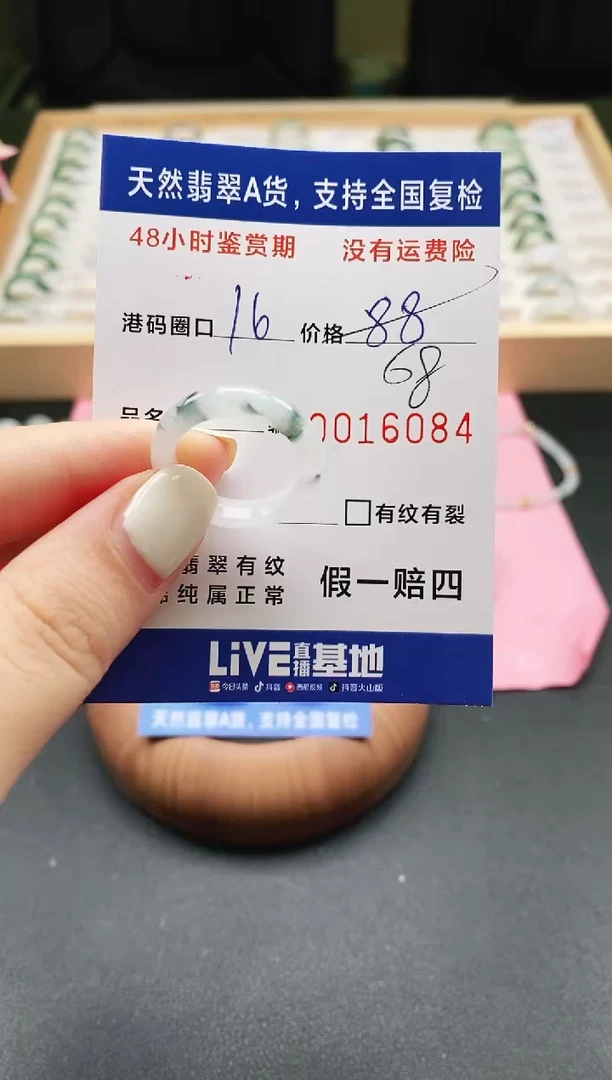 天然翡翠A货，支持全国复检
48小时鉴赏期 没有运费险
港码圈口 16 价格 88
68
品名 0016084
□有纹有裂
翡翠有纹
纯属正常 假一赔四
LiVE直播基地
今日头条 抖音 西瓜视频 抖音火山版
天然翡翠A货，支持全国复检